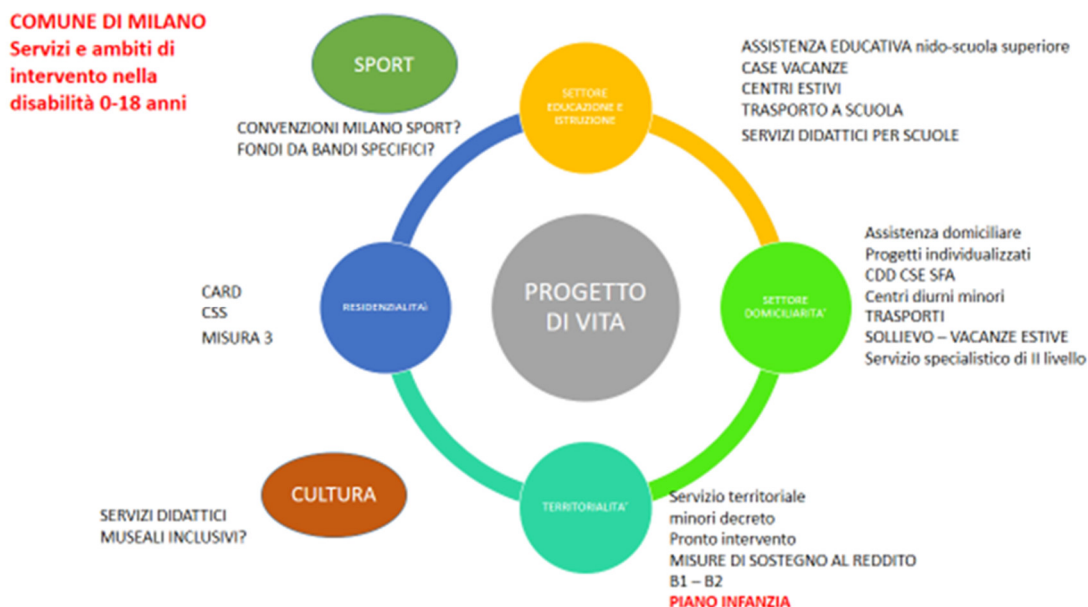 COMUNE DI MILANO
Servizi e ambiti di
intervento nella
disabilità 0-18 anni
SPORT
CONVENZIONI MILANO SPORT?
FONDI DA BANDI SPECIFICI?
SETTORE
EDUCAZIONE E
ISTRUZIONE
ASSISTENZA EDUCATIVA nido-scuola superiore
CASE VACANZE
CENTRI ESTIVI
TRASPORTO A SCUOLA
SERVIZI DIDATTICI PER SCUOLE
CARD
CSS
MISURA 3
RESIDENZIALITÀ
PROGETTO
DI VITA
SETTORE
DOMICILIARITA'
Assistenza domiciliare
Progetti individualizzati
CDD CSE SFA
Centri diurni minori
TRASPORTI
SOLLIEVO – VACANZE ESTIVE
Servizio specialistico di II livello
CULTURA
SERVIZI DIDATTICI
MUSEALI INCLUSIVI?
TERRITORIALITA'
Servizio territoriale
minori decreto
Pronto intervento
MISURE DI SOSTEGNO AL REDDITO
B1 – B2
PIANO INFANZIA